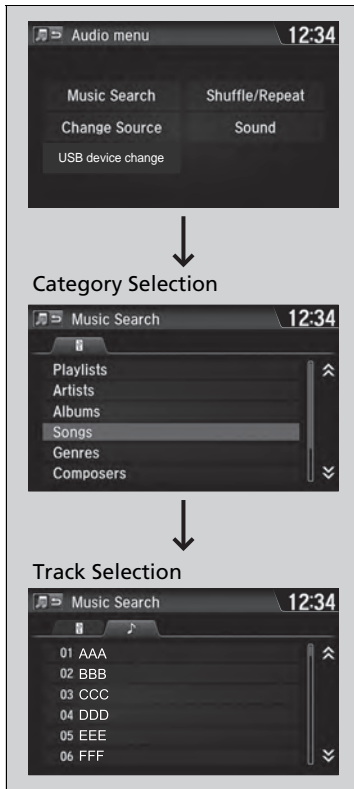 Audio menu 12:34
Music Search Shuffle/Repeat
Change Source Sound
USB device change
Category Selection
Music Search 12:34
Playlists
Artists
Albums
Songs
Genres
Composers
Track Selection
Music Search 12:34
01 AAA
02 BBB
03 CCC
04 DDD
05 EEE
06 FFF